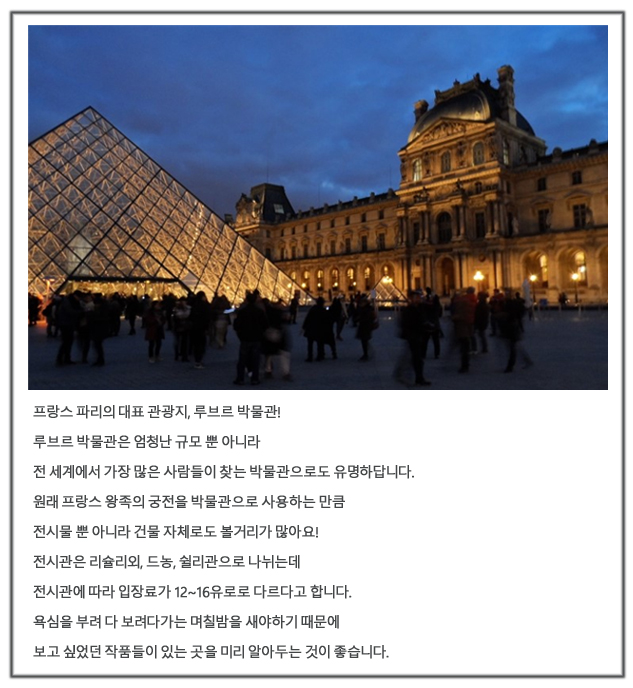 프랑스 파리의 대표 관광지, 루브르 박물관!
루브르 박물관은 엄청난 규모 뿐 아니라
전 세계에서 가장 많은 사람들이 찾는 박물관으로도 유명하답니다.
원래 프랑스 왕족의 궁전을 박물관으로 사용하는 만큼
전시물 뿐 아니라 건물 자체로도 볼거리가 많아요!
전시관은 리슐리외, 드농, 쉴리관으로 나뉘는데
전시관에 따라 입장료가 12~16유로로 다르다고 합니다.
욕심을 부려 다 보려다가는 며칠밤을 새야하기 때문에
보고 싶었던 작품들이 있는 곳을 미리 알아두는 것이 좋습니다.